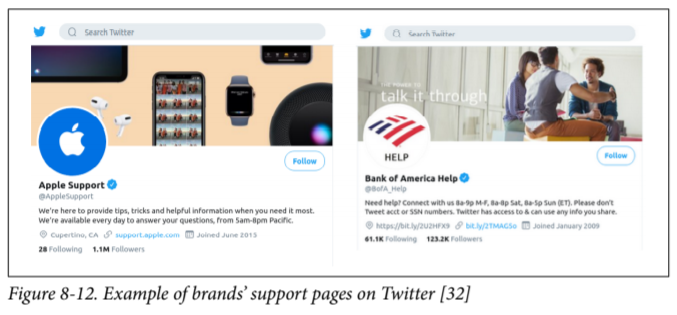 Search Twitter
Follow
Apple Support
@AppleSupport
We're here to provide tips, tricks and helpful information when you need it most.
We're available every day to answer your questions, from 5am-8pm Pacific.
Cupertino, CA support.apple.com Joined June 2015
28 Following 1.1M Followers
Search Twitter
THE POWER TO
talk it through
HELP
Follow
Bank of America Help
@BofA_Help
Need help? Connect with us 8a-9p M-F, 8a-8p Sat, 8a-5p Sun (ET). Please don't
Tweet acct or SSN numbers. Twitter has access to & can use any info you share.
https://bit.ly/2U2HFX9 bit.ly/2TMAG5o Joined January 2009
61.1K Following 123.2K Followers
Figure 8-12. Example of brands' support pages on Twitter [32]